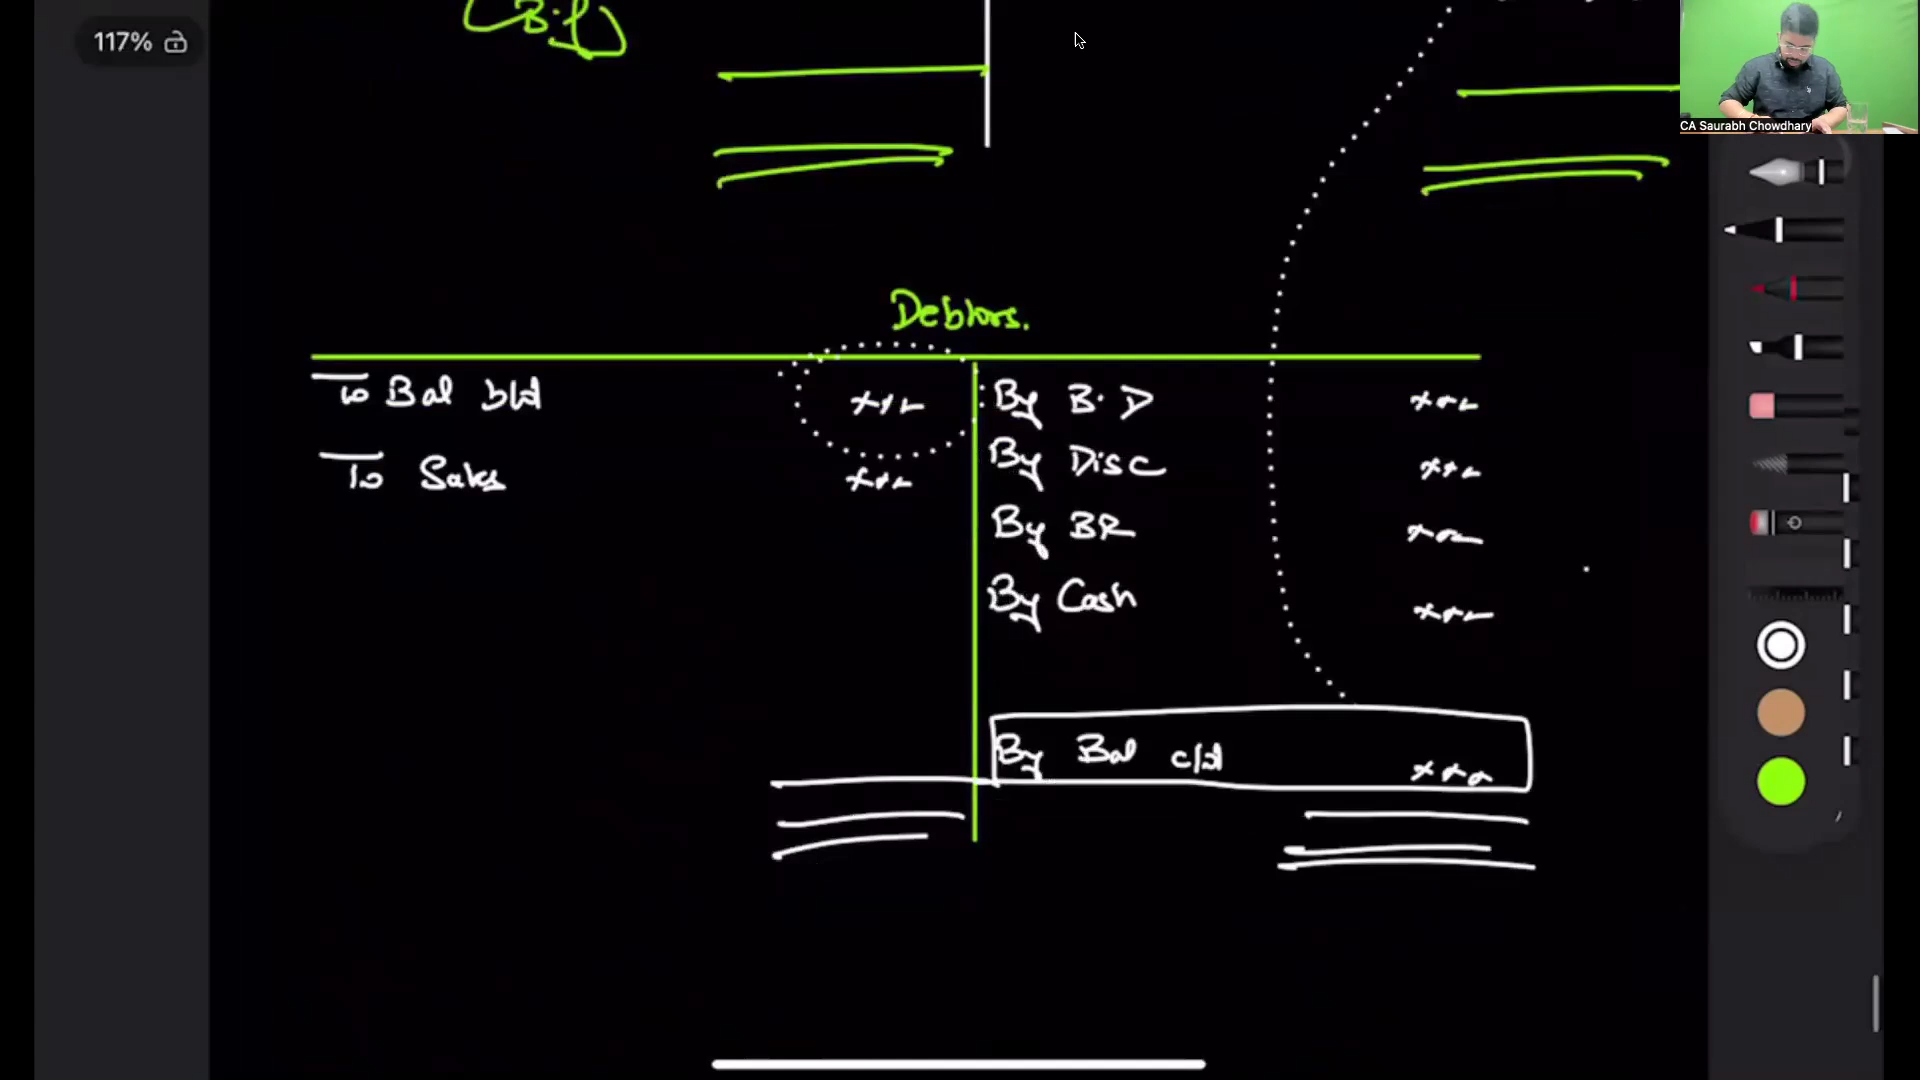 117%
(B.f)
CA Saurabh Chowdhary
Debtors.
To Bal b/d xxx By B.D xxx
To Sales xxx By Disc xxx
By BR xxx
By Cash xxx
By Bal c/d xxx